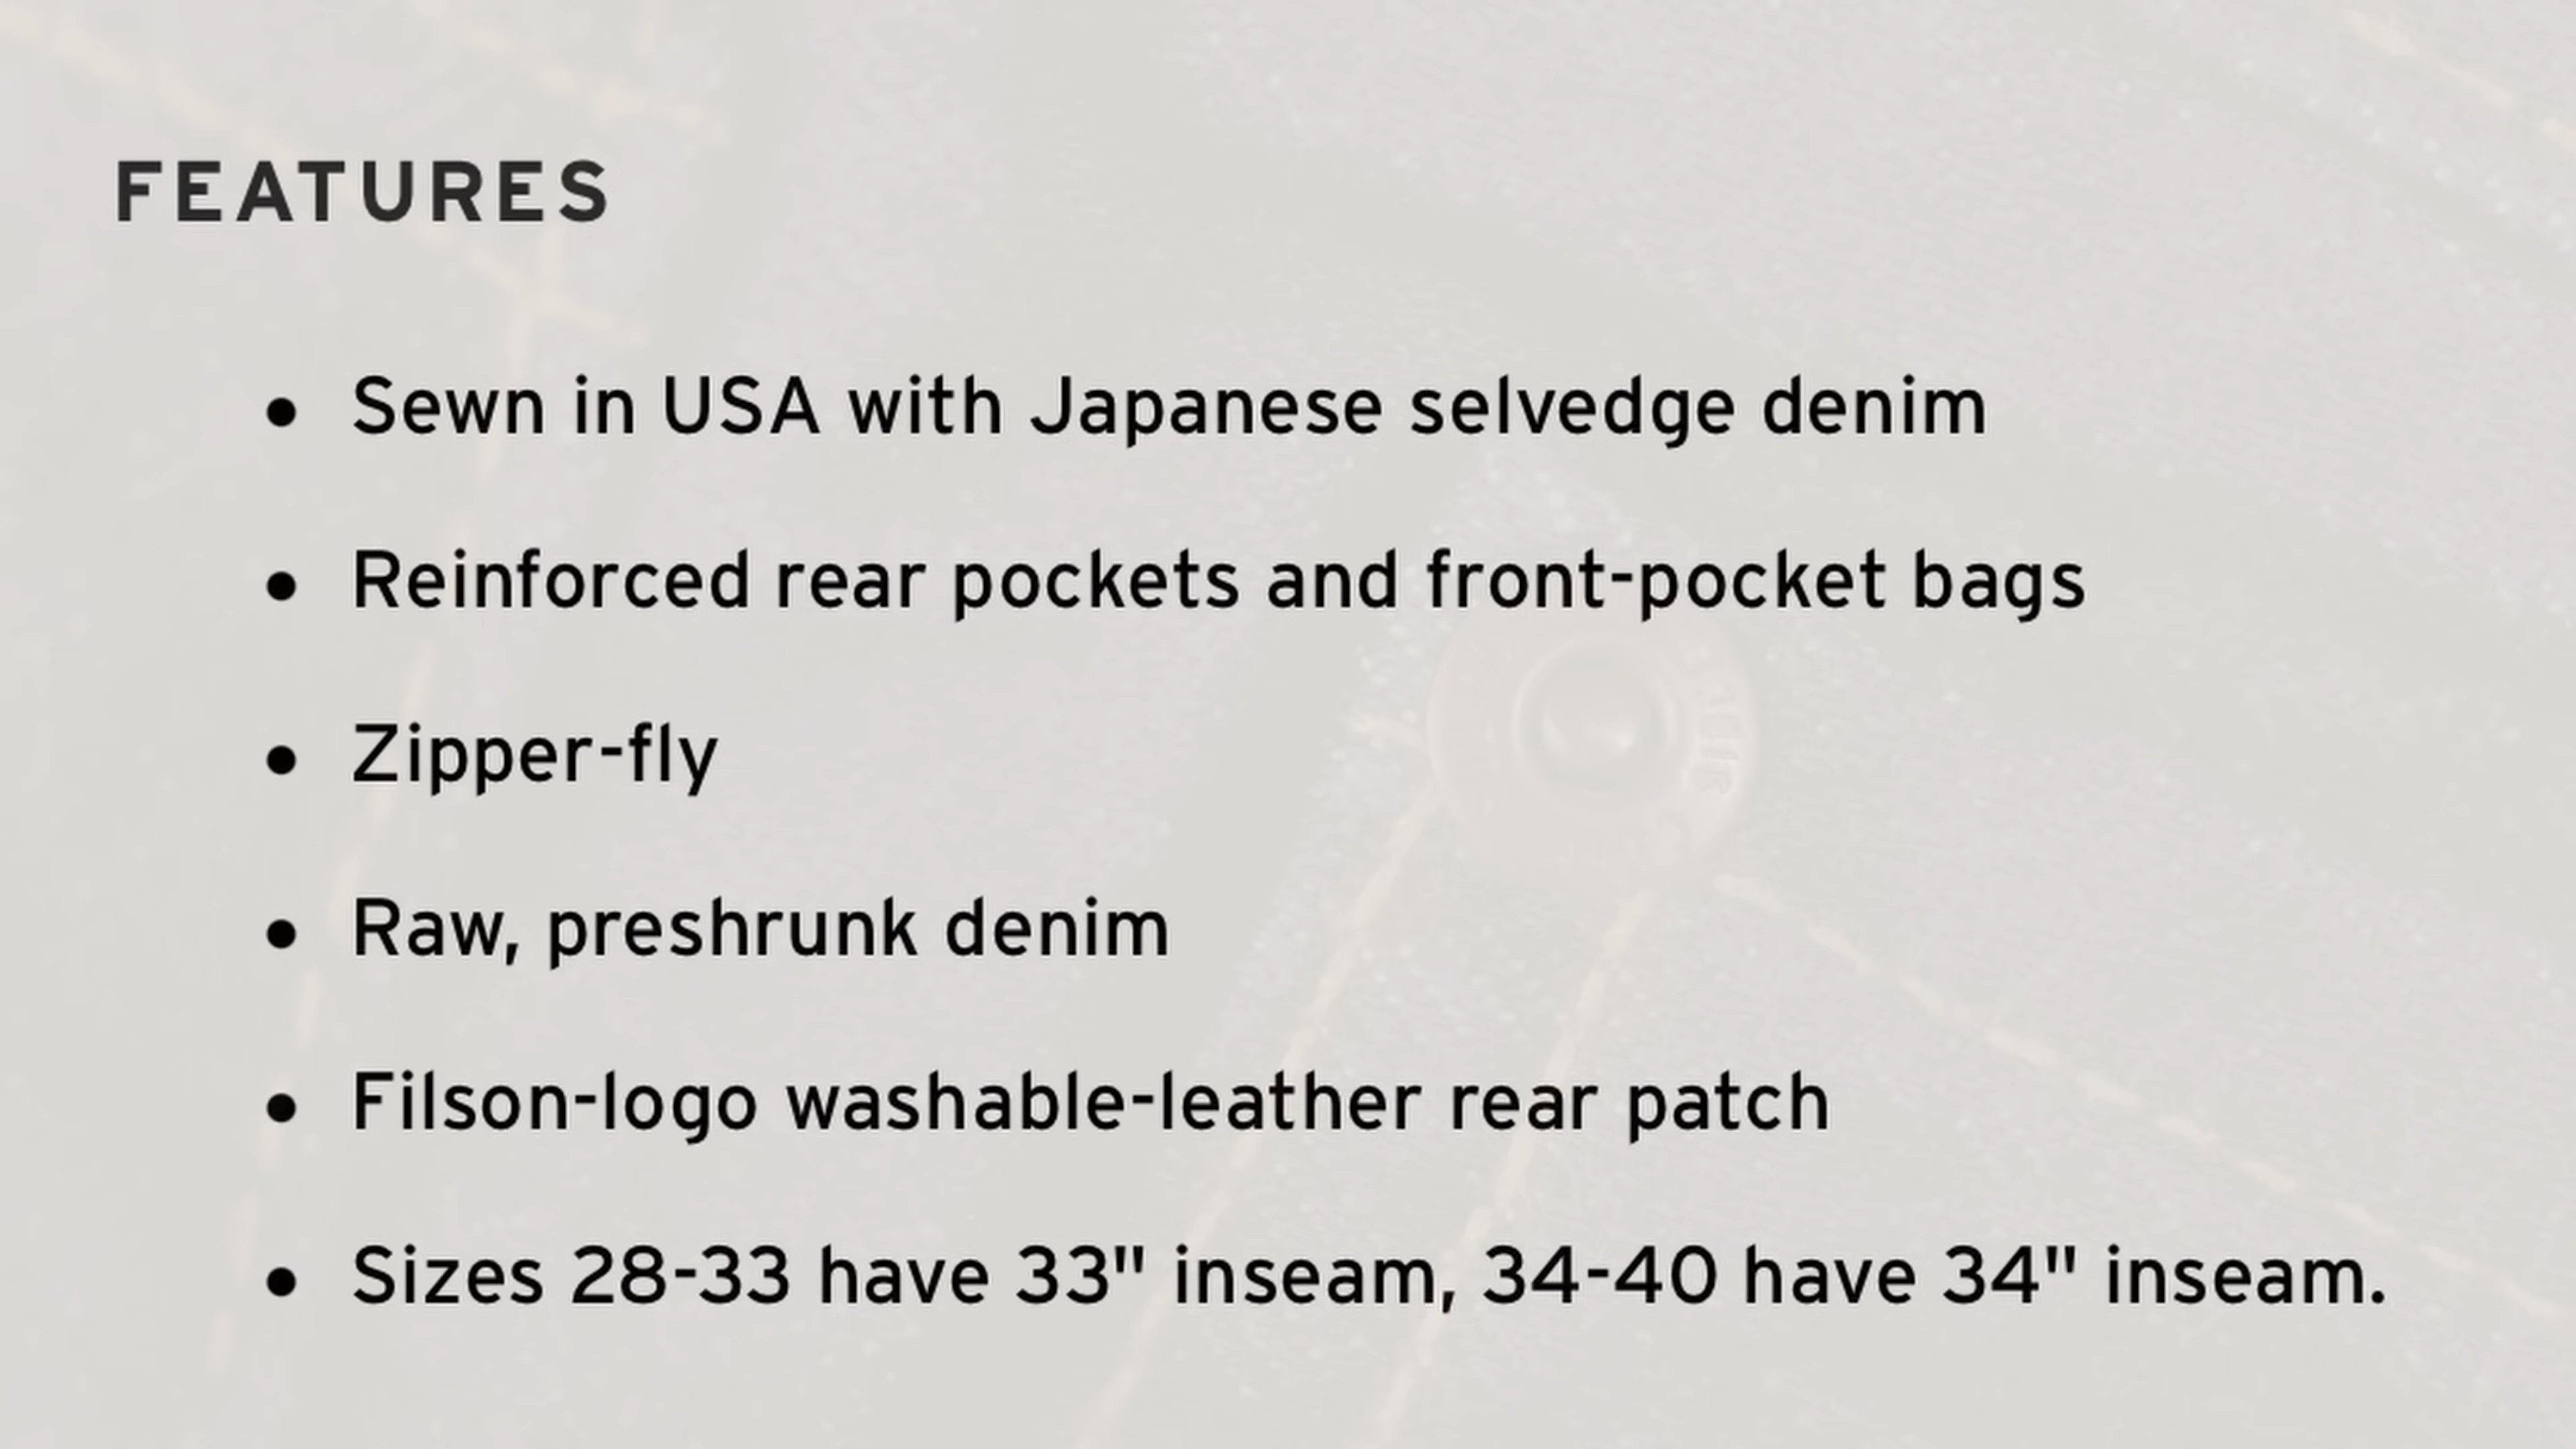 FEATURES
• Sewn in USA with Japanese selvedge denim
• Reinforced rear pockets and front-pocket bags
• Zipper-fly
• Raw, preshrunk denim
• Filson-logo washable-leather rear patch
• Sizes 28-33 have 33" inseam, 34-40 have 34" inseam.